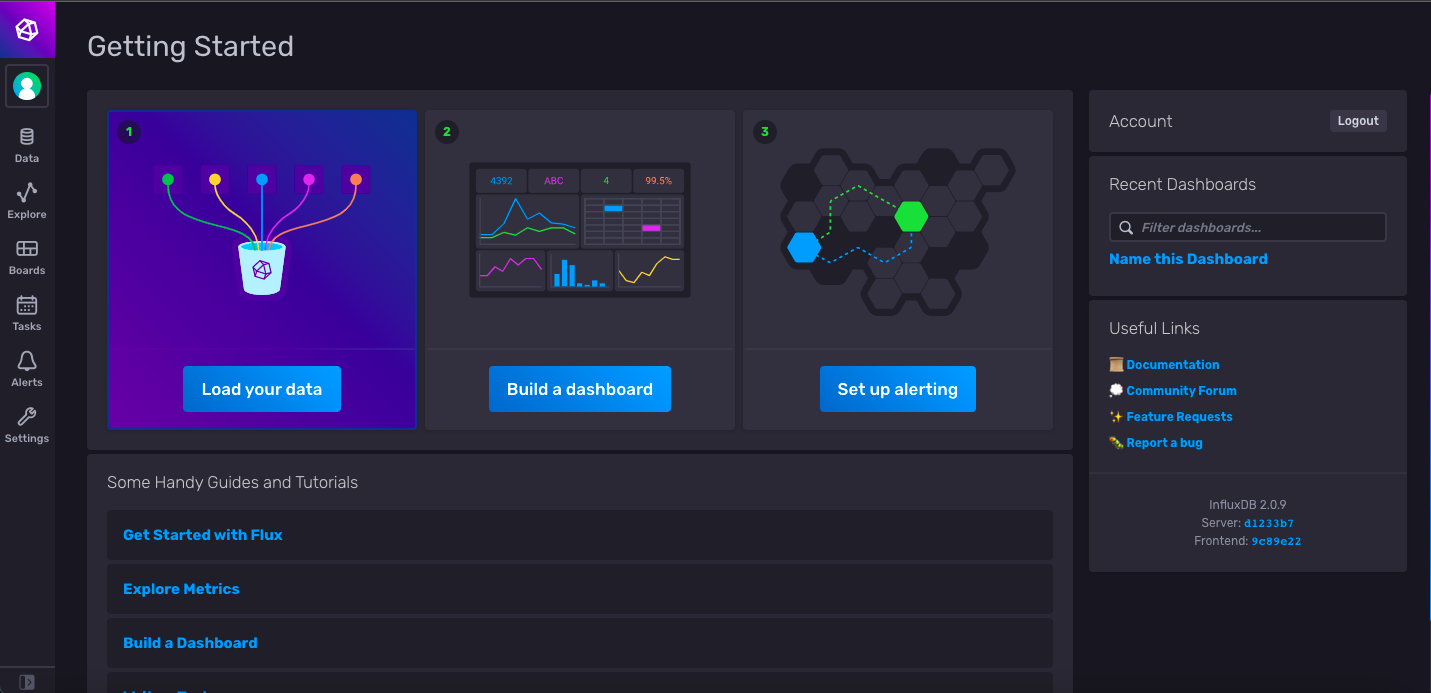 Getting Started
Data
Explore
Boards
Tasks
Alerts
Settings
1
Load your data
2
4392 ABC 4 99.5%
Build a dashboard
3
Set up alerting
Some Handy Guides and Tutorials
Get Started with Flux
Explore Metrics
Build a Dashboard
Account
Logout
Recent Dashboards
Filter dashboards...
Name this Dashboard
Useful Links
Documentation
Community Forum
Feature Requests
Report a bug
InfluxDB 2.0.9
Server: d1233b7
Frontend: 9c89e22